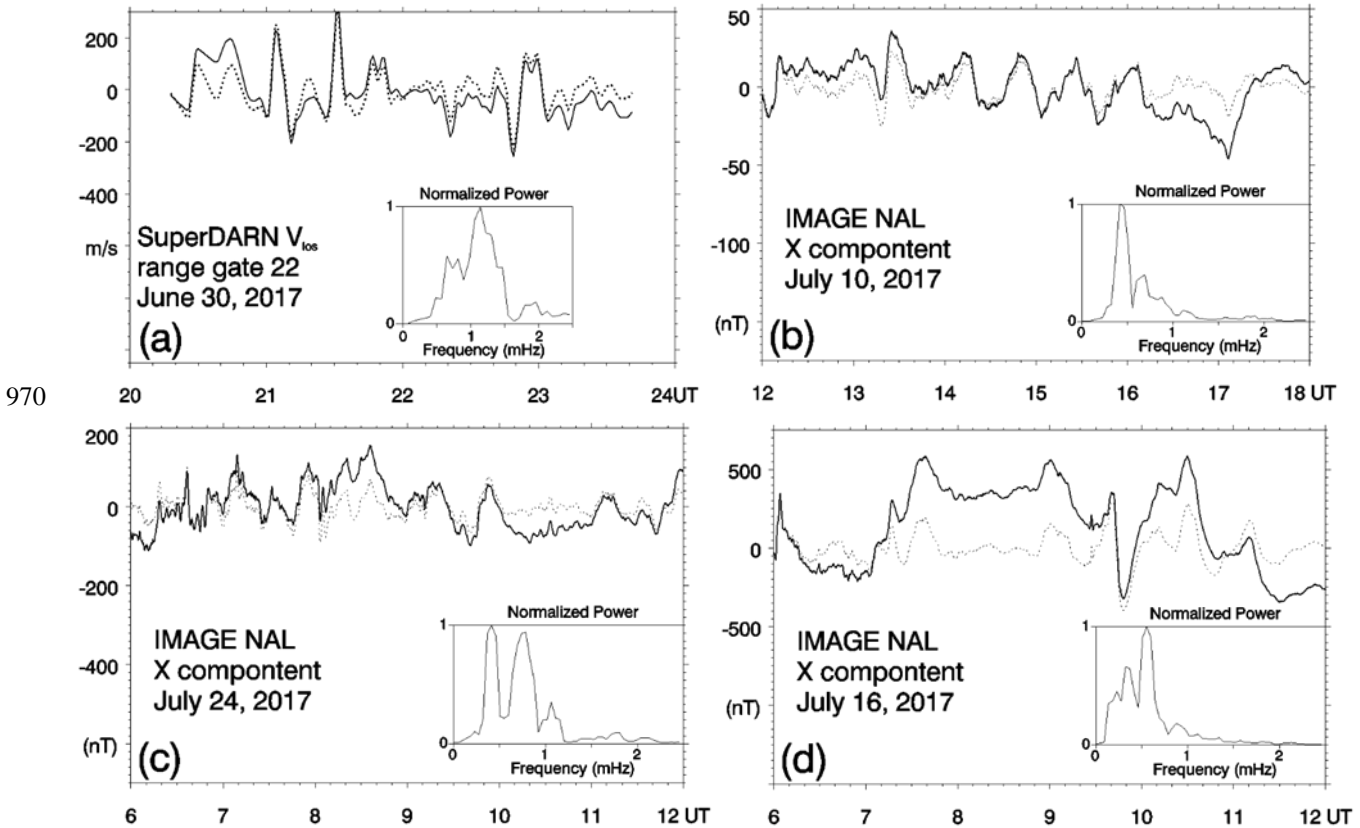 200
0
-200
-400
m/s
SuperDARN Vlos
range gate 22
June 30, 2017
(a)
Normalized Power
1
0
0 1 2
Frequency (mHz)
20 21 22 23 24UT
50
0
-50
-100
(nT)
IMAGE NAL
X compontent
July 10, 2017
(b)
Normalized Power
1
0
0 1 2
Frequency (mHz)
12 13 14 15 16 17 18 UT
970
200
0
-200
-400
(nT)
IMAGE NAL
X compontent
July 24, 2017
(c)
Normalized Power
1
0
0 1 2
Frequency (mHz)
6 7 8 9 10 11 12 UT
500
0
-500
(nT)
IMAGE NAL
X compontent
July 16, 2017
(d)
Normalized Power
1
0
0 1 2
Frequency (mHz)
6 7 8 9 10 11 12 UT